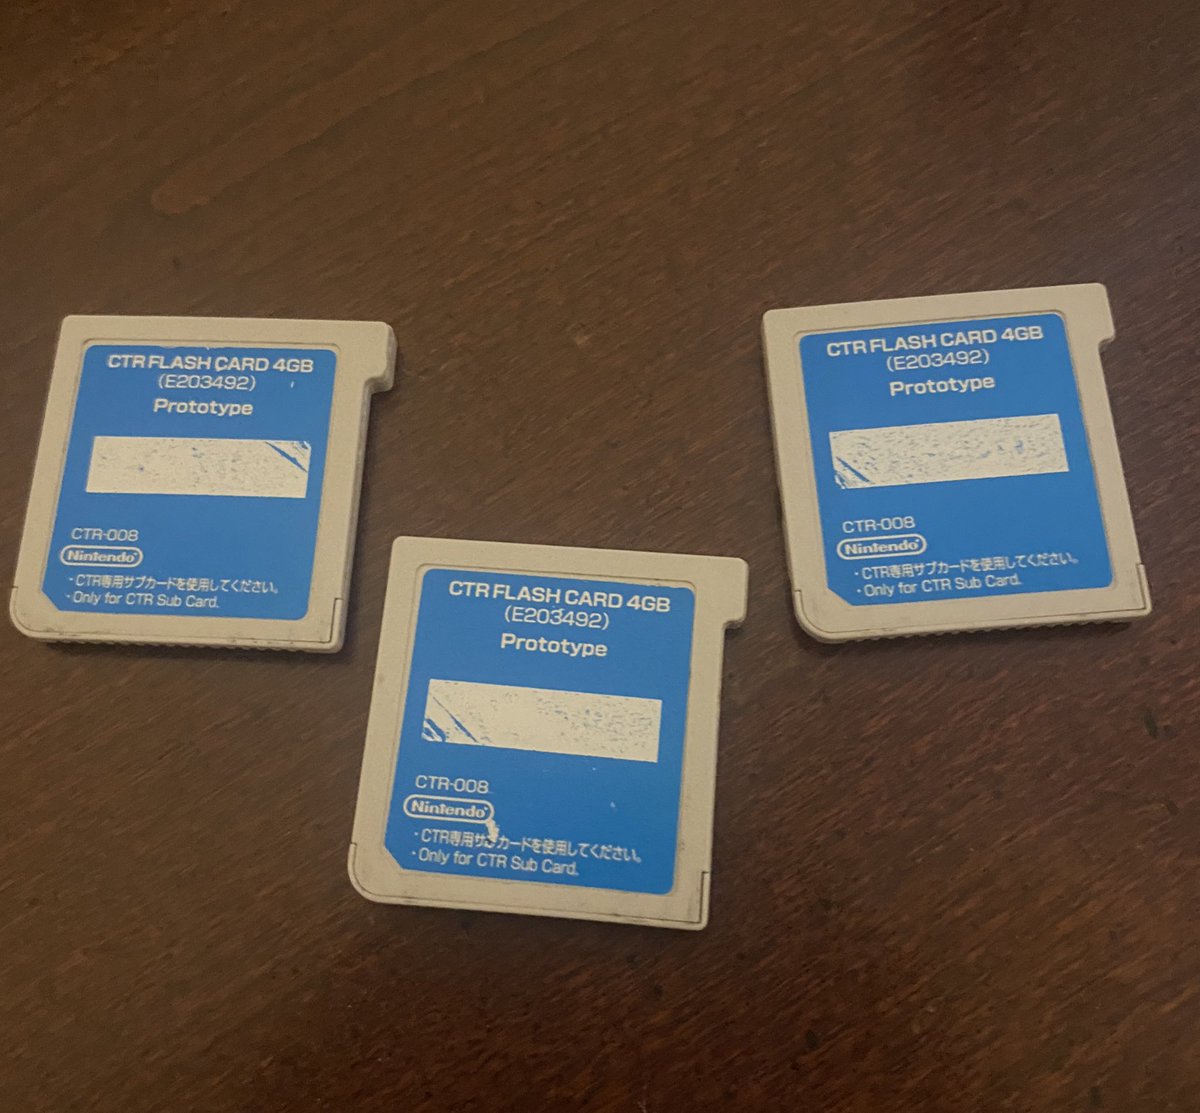 CTR FLASH CARD 4GB
(E203492)
Prototype
CTR-008
Nintendo
・CTR専用サブカードを使用してください。
・Only for CTR Sub Card.
CTR FLASH CARD 4GB
(E203492)
Prototype
CTR-008
Nintendo
・CTR専用サブカードを使用してください。
・Only for CTR Sub Card.
CTR FLASH CARD 4GB
(E203492)
Prototype
CTR-008
Nintendo
・CTR専用サブカードを使用してください。
・Only for CTR Sub Card.